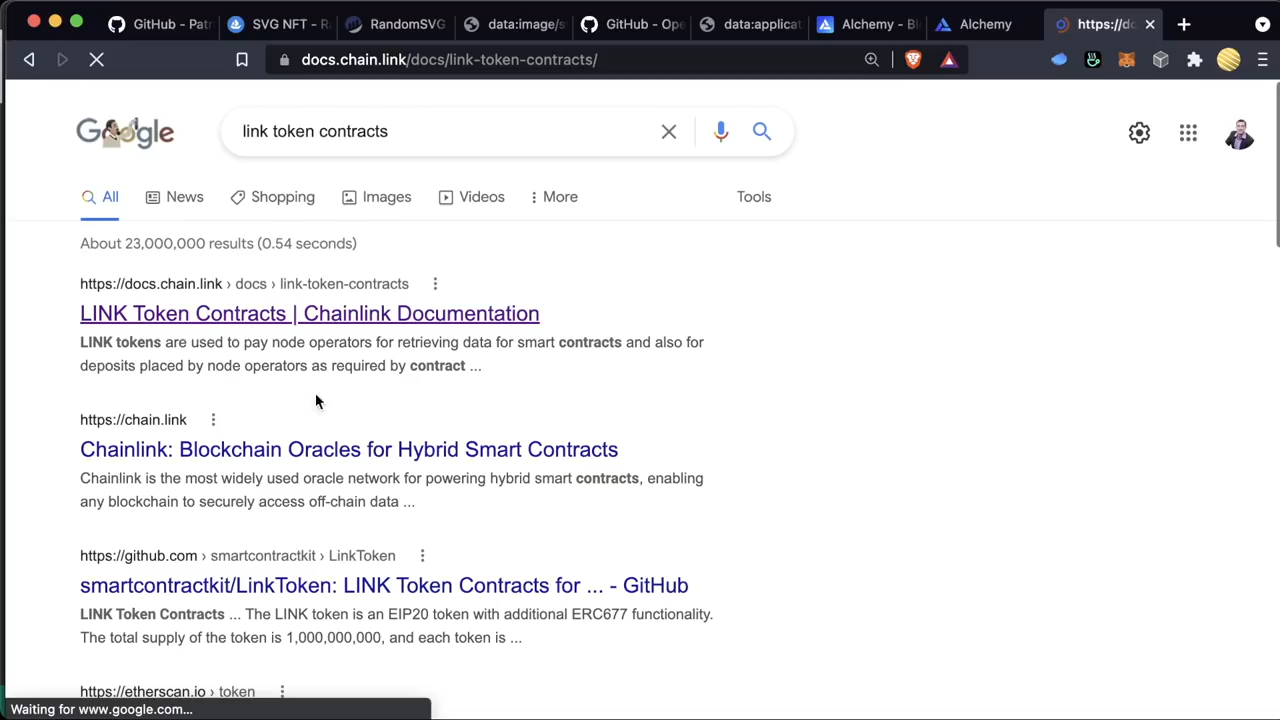 GitHub - Pat
SVG NFT - R
RandomSVG
data:image/s
GitHub - Ope
data:applicat
Alchemy - Bl
Alchemy
https://do
docs.chain.link/docs/link-token-contracts/
Google
link token contracts
All
News
Shopping
Images
Videos
More
Tools
About 23,000,000 results (0.54 seconds)
https://docs.chain.link › docs › link-token-contracts
LINK Token Contracts | Chainlink Documentation
LINK tokens are used to pay node operators for retrieving data for smart contracts and also for
deposits placed by node operators as required by contract ...
https://chain.link
Chainlink: Blockchain Oracles for Hybrid Smart Contracts
Chainlink is the most widely used oracle network for powering hybrid smart contracts, enabling
any blockchain to securely access off-chain data ...
https://github.com › smartcontractkit › LinkToken
smartcontractkit/LinkToken: LINK Token Contracts for ... - GitHub
LINK Token Contracts ... The LINK token is an EIP20 token with additional ERC677 functionality.
The total supply of the token is 1,000,000,000, and each token is ...
https://etherscan.io › token
Waiting for www.google.com...